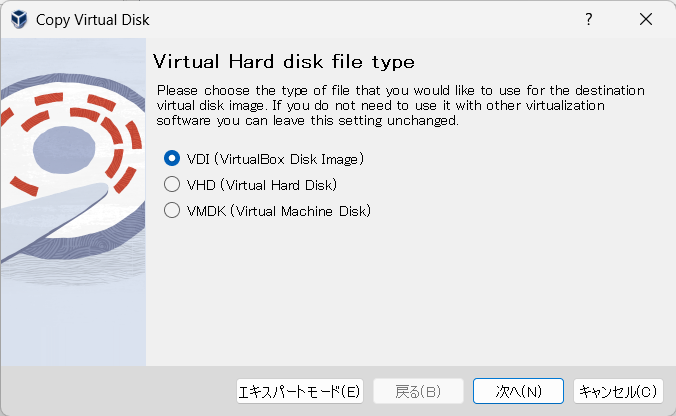 Copy Virtual Disk
?
Virtual Hard disk file type
Please choose the type of file that you would like to use for the destination
virtual disk image. If you do not need to use it with other virtualization
software you can leave this setting unchanged.
VDI (VirtualBox Disk Image)
VHD (Virtual Hard Disk)
VMDK (Virtual Machine Disk)
エキスパートモード(E) 戻る(B) 次へ(N) キャンセル(C)